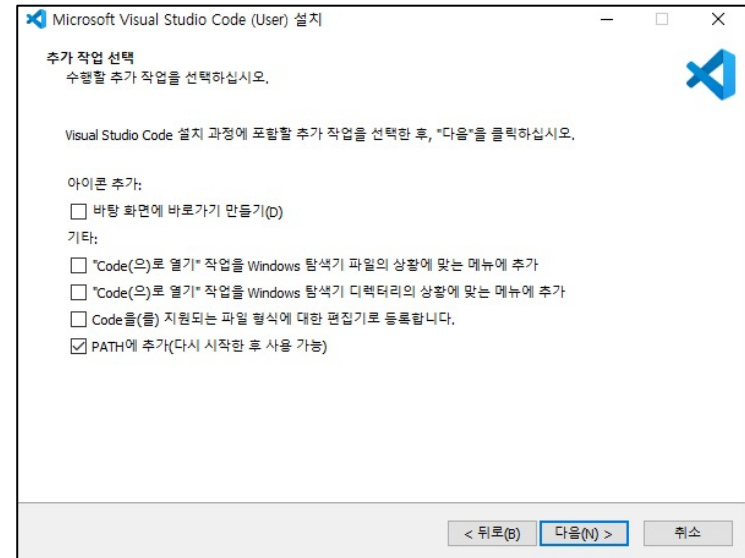 Microsoft Visual Studio Code (User) 설치
추가 작업 선택
수행할 추가 작업을 선택하십시오.
Visual Studio Code 설치 과정에 포함할 추가 작업을 선택한 후, "다음"을 클릭하십시오.
아이콘 추가:
바탕 화면에 바로가기 만들기(D)
기타:
"Code(으)로 열기" 작업을 Windows 탐색기 파일의 상황에 맞는 메뉴에 추가
"Code(으)로 열기" 작업을 Windows 탐색기 디렉터리의 상황에 맞는 메뉴에 추가
Code을(를) 지원되는 파일 형식에 대한 편집기로 등록합니다.
PATH에 추가(다시 시작한 후 사용 가능)
< 뒤로(B) 다음(N) > 취소